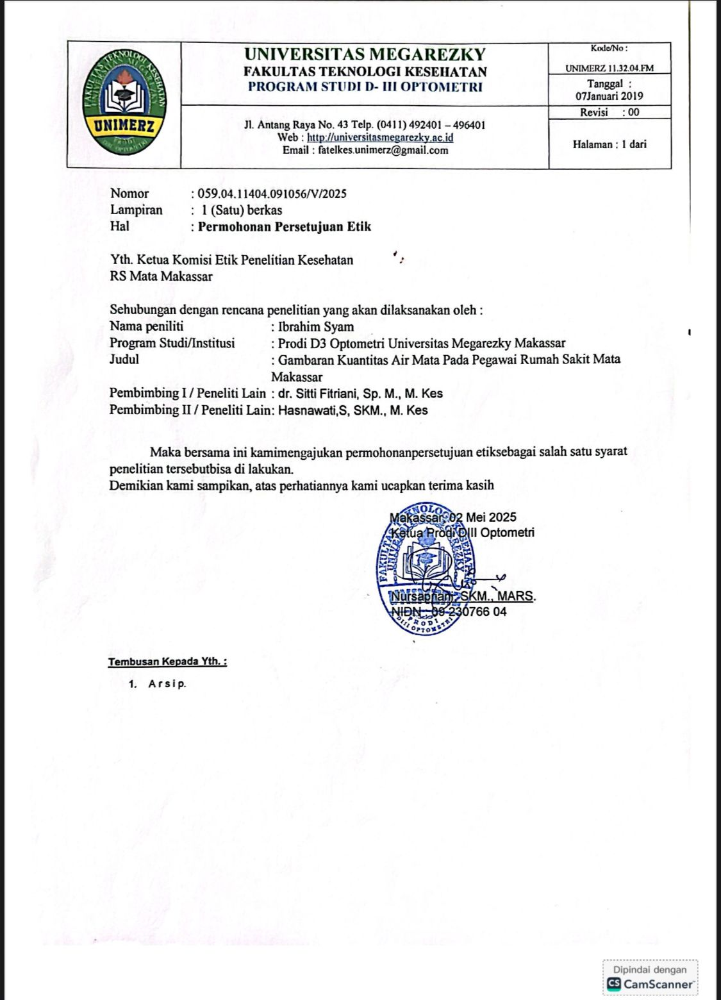 FAKULTAS TEKNOLOGI KESEHATAN
UNIVERSITAS MEGAREZKY
UNIMERZ
PRODI
DIII OPTOMETRI
UNIVERSITAS MEGAREZKY
FAKULTAS TEKNOLOGI KESEHATAN
PROGRAM STUDI D- III OPTOMETRI
Jl. Antang Raya No. 43 Telp. (0411) 492401 – 496401
Web : http://universitasmegarezky.ac.id
Email : fatelkes.unimerz@gmail.com
Kode/No :
UNIMERZ 11.32.04.FM
Tanggal :
07Januari 2019
Revisi : 00
Halaman : 1 dari
Nomor : 059.04.11404.091056/V/2025
Lampiran : 1 (Satu) berkas
Hal : Permohonan Persetujuan Etik
Yth. Ketua Komisi Etik Penelitian Kesehatan
RS Mata Makassar
Sehubungan dengan rencana penelitian yang akan dilaksanakan oleh :
Nama peniliti : Ibrahim Syam
Program Studi/Institusi : Prodi D3 Optometri Universitas Megarezky Makassar
Judul : Gambaran Kuantitas Air Mata Pada Pegawai Rumah Sakit Mata
Makassar
Pembimbing I / Peneliti Lain : dr. Sitti Fitriani, Sp. M., M. Kes
Pembimbing II / Peneliti Lain: Hasnawati,S, SKM., M. Kes
Maka bersama ini kamimengajukan permohonanpersetujuan etiksebagai salah satu syarat
penelitian tersebutbisa di lakukan.
Demikian kami sampikan, atas perhatiannya kami ucapkan terima kasih
Makassar, 02 Mei 2025
Ketua Prodi DIII Optometri
FAKULTAS TEKNOLOGI KESEHATAN
UNIVERSITAS MEGAREZKY
Nursapriani, SKM., MARS.
NIDN : 09 230766 04
PRODI
DIII OPTOMETRI
Tembusan Kepada Yth. :
1. Arsip.
Dipindai dengan
CS CamScanner